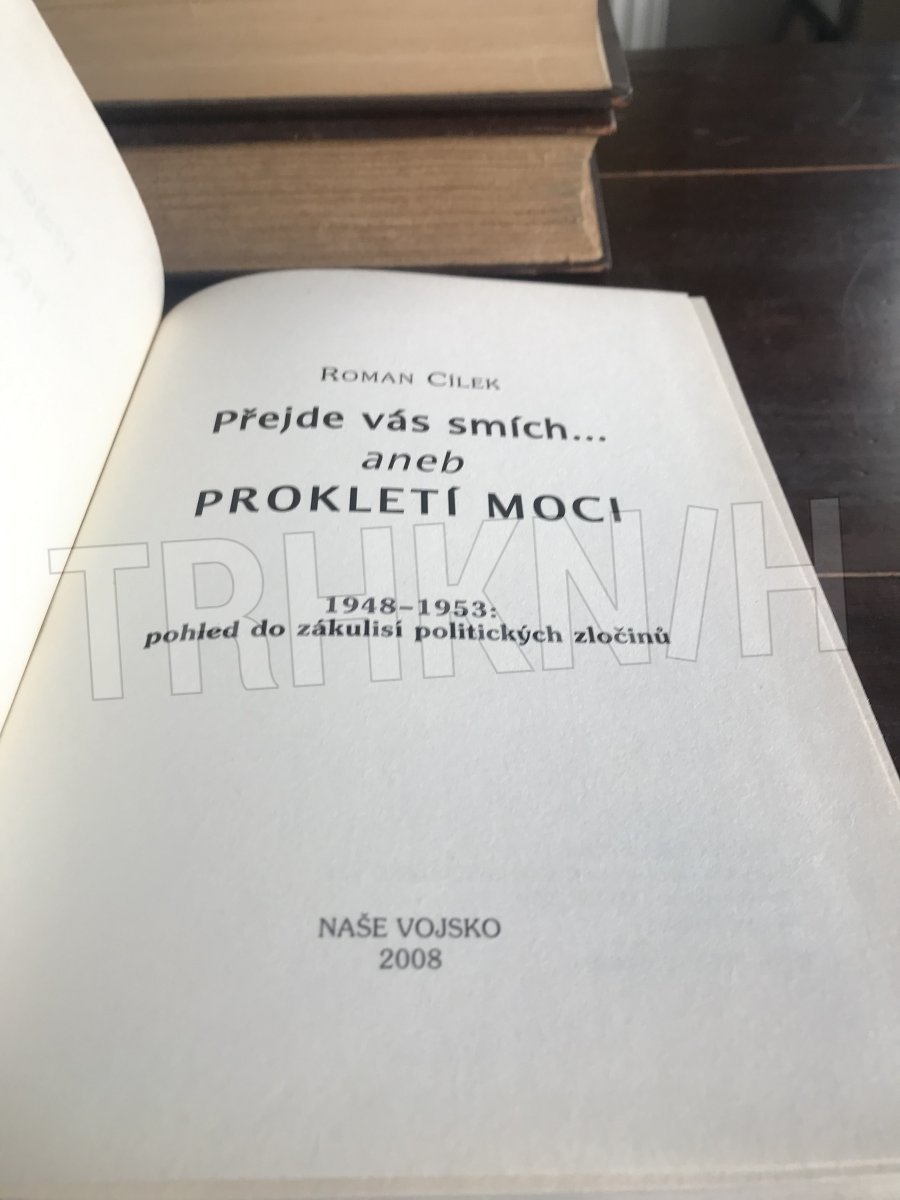 ROMAN CÍLEK
Přejde vás smích...
aneb
PROKLETÍ MOCI
TRHKNIH
1948–1953:
pohled do zákulisí politických zločinů
NAŠE VOJSKO
2008